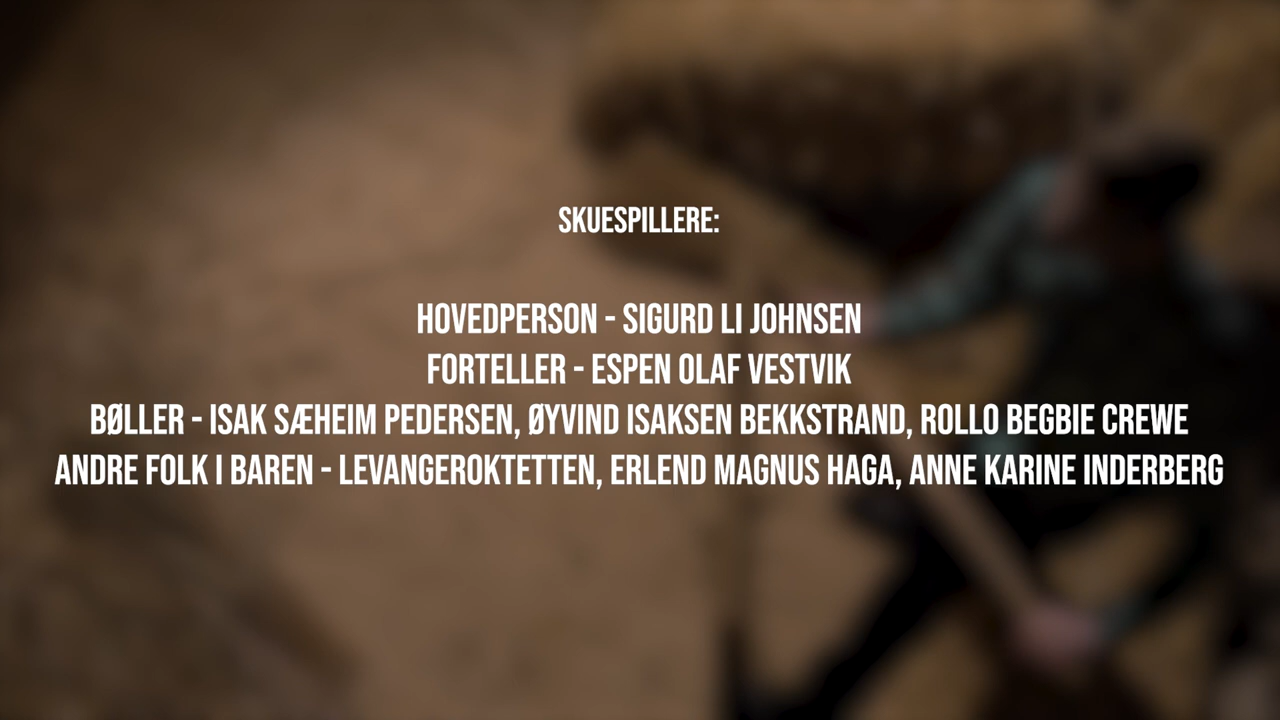 SKUESPILLERE:
HOVEDPERSON - SIGURD LI JOHNSEN
FORTELLER - ESPEN OLAF VESTVIK
BØLLER - ISAK SÆHEIM PEDERSEN, ØYVIND ISAKSEN BEKKSTRAND, ROLLO BEGBIE CREWE
ANDRE FOLK I BAREN - LEVANGEROKTETTEN, ERLEND MAGNUS HAGA, ANNE KARINE INDERBERG